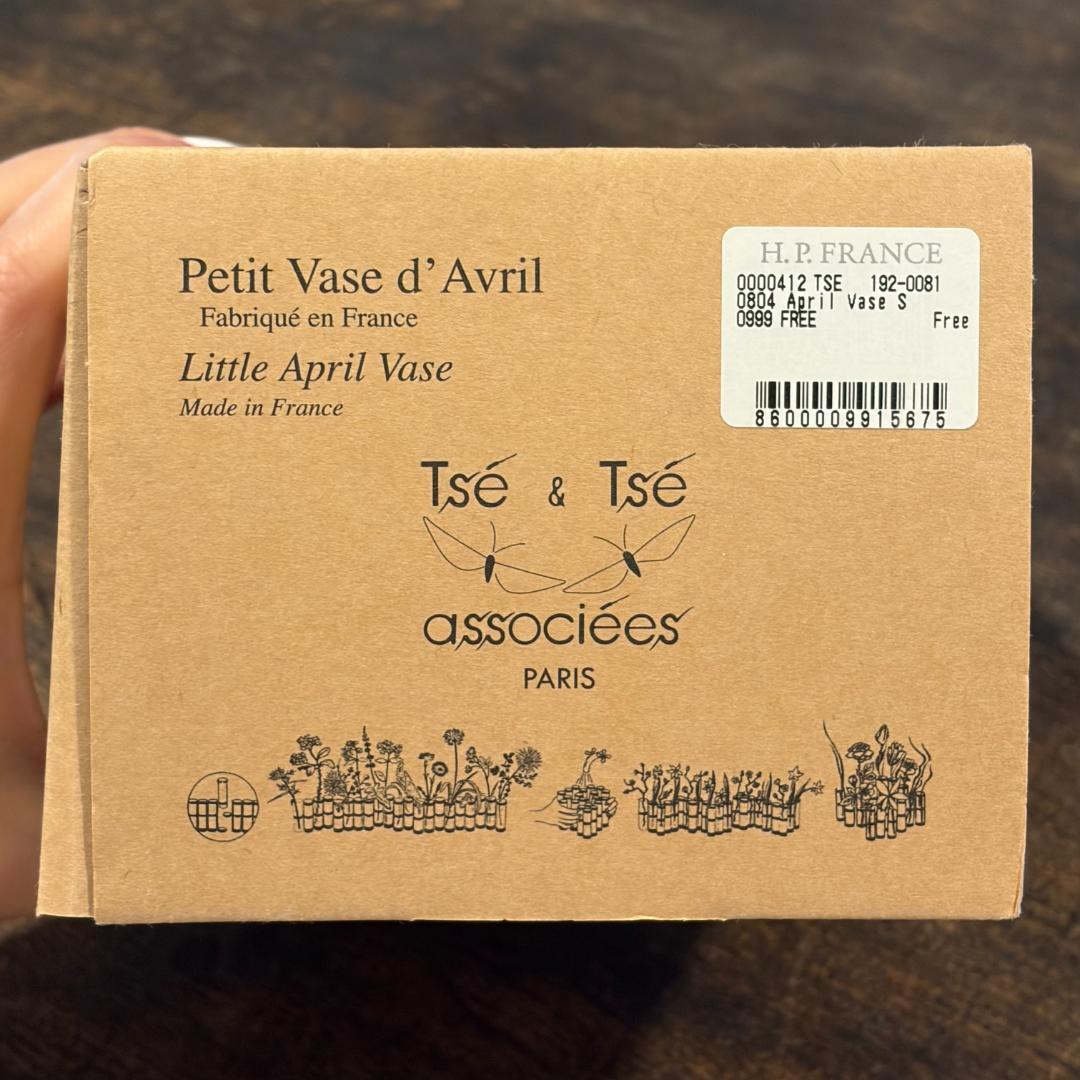 Petit Vase d’Avril
Fabriqué en France
Little April Vase
Made in France
H.P. FRANCE
0000412 TSE 192-0081
0804 April Vase S
0999 FREE Free
8600009915675
Tsé & Tsé
associées
PARIS